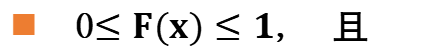 0≤ F(x) ≤ 1, 且